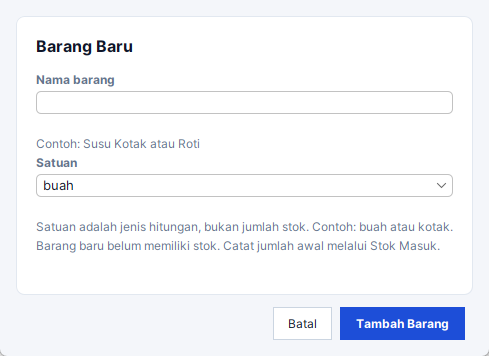 Barang Baru
Nama barang
Contoh: Susu Kotak atau Roti
Satuan
buah
Satuan adalah jenis hitungan, bukan jumlah stok. Contoh: buah atau kotak.
Barang baru belum memiliki stok. Catat jumlah awal melalui Stok Masuk.
Batal
Tambah Barang